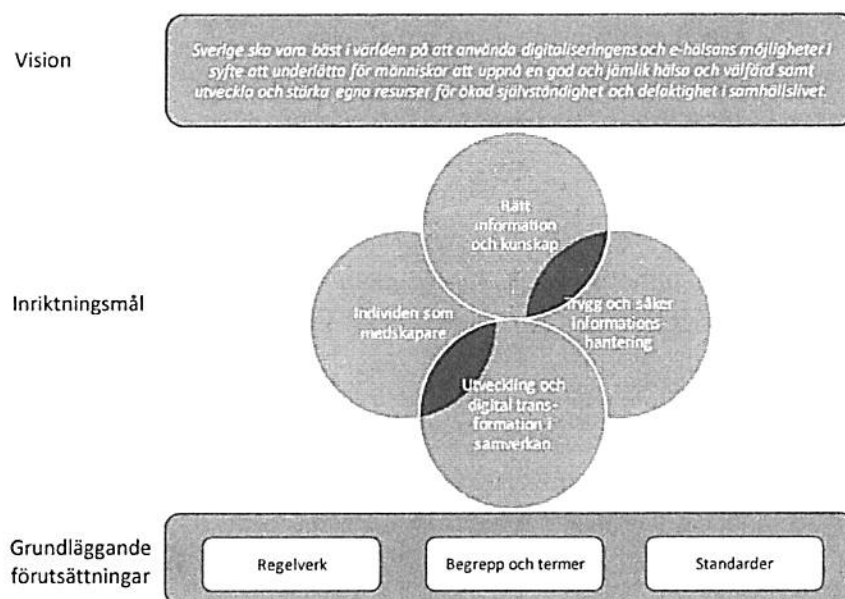 Vision
Sverige ska vara bäst i världen på att använda digitaliseringens och e-hälsans möjligheter i
syfte att underlätta för människor att uppnå en god och jämlik hälsa och välfärd samt
utveckla och stärka egna resurser för ökad självständighet och delaktighet i samhällslivet.
Inriktningsmål
Rätt
information
och kunskap
Individen som
medskapare
Trygg och säker
informations-
hantering
Utveckling och
digital trans-
formation i
samverkan
Grundläggande
förutsättningar
Regelverk
Begrepp och termer
Standarder